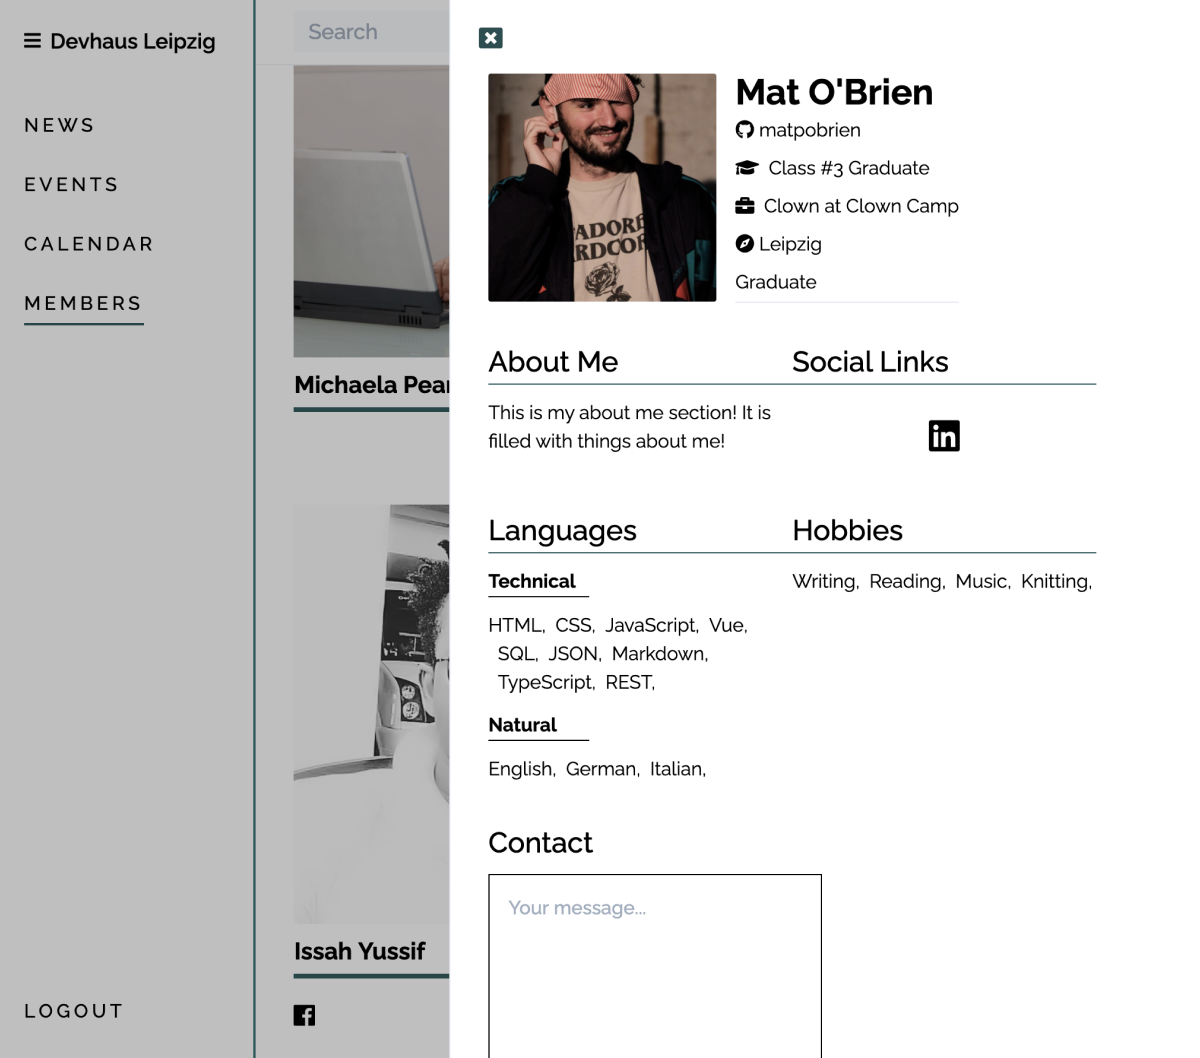 Devhaus Leipzig
NEWS
EVENTS
CALENDAR
MEMBERS
LOGOUT
Search
Michaela
Issah Yussif
Mat O'Brien
matpobrien
Class #3 Graduate
Clown at Clown Camp
Leipzig
Graduate
About Me
This is my about me section! It is
filled with things about me!
Social Links
in
Languages
Technical
HTML, CSS, JavaScript, Vue,
SQL, JSON, Markdown,
TypeScript, REST,
Natural
English, German, Italian,
Hobbies
Writing, Reading, Music, Knitting,
Contact
Your message...